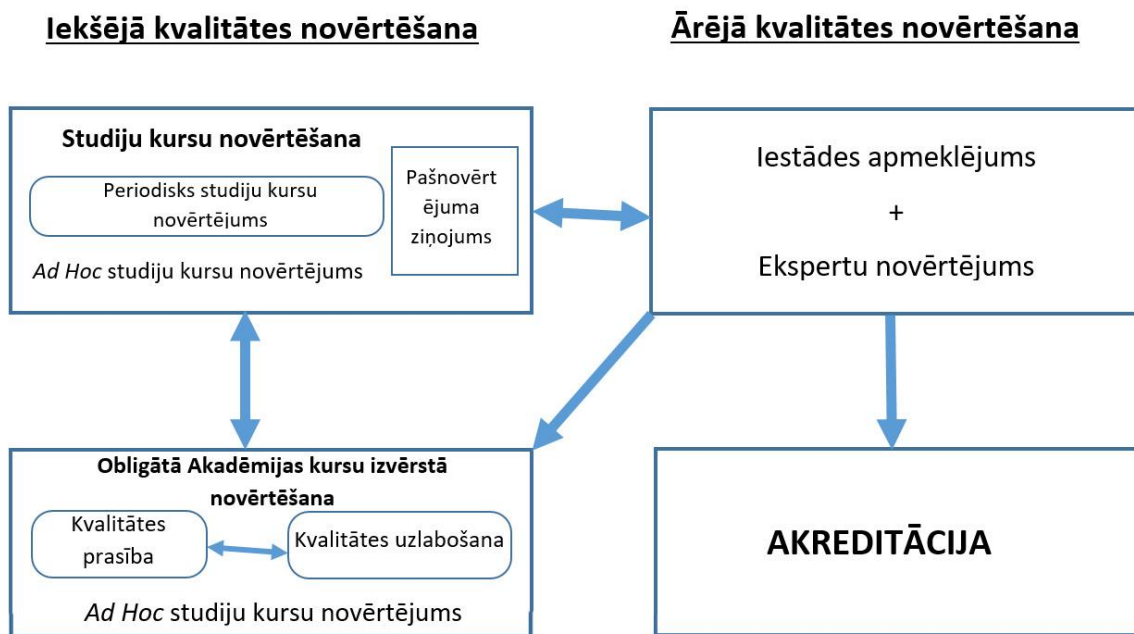 Iekšējā kvalitātes novērtēšana
Ārējā kvalitātes novērtēšana
Studiju kursu novērtēšana
Periodisks studiju kursu
novērtējums
Ad Hoc studiju kursu novērtējums
Pašnovērt
ējuma
ziņojums
Iestādes apmeklējums
+
Ekspertu novērtējums
Obligātā Akadēmijas kursu izvērstā
novērtēšana
Kvalitātes
prasība
Kvalitātes uzlabošana
Ad Hoc studiju kursu novērtējums
AKREDITĀCIJA